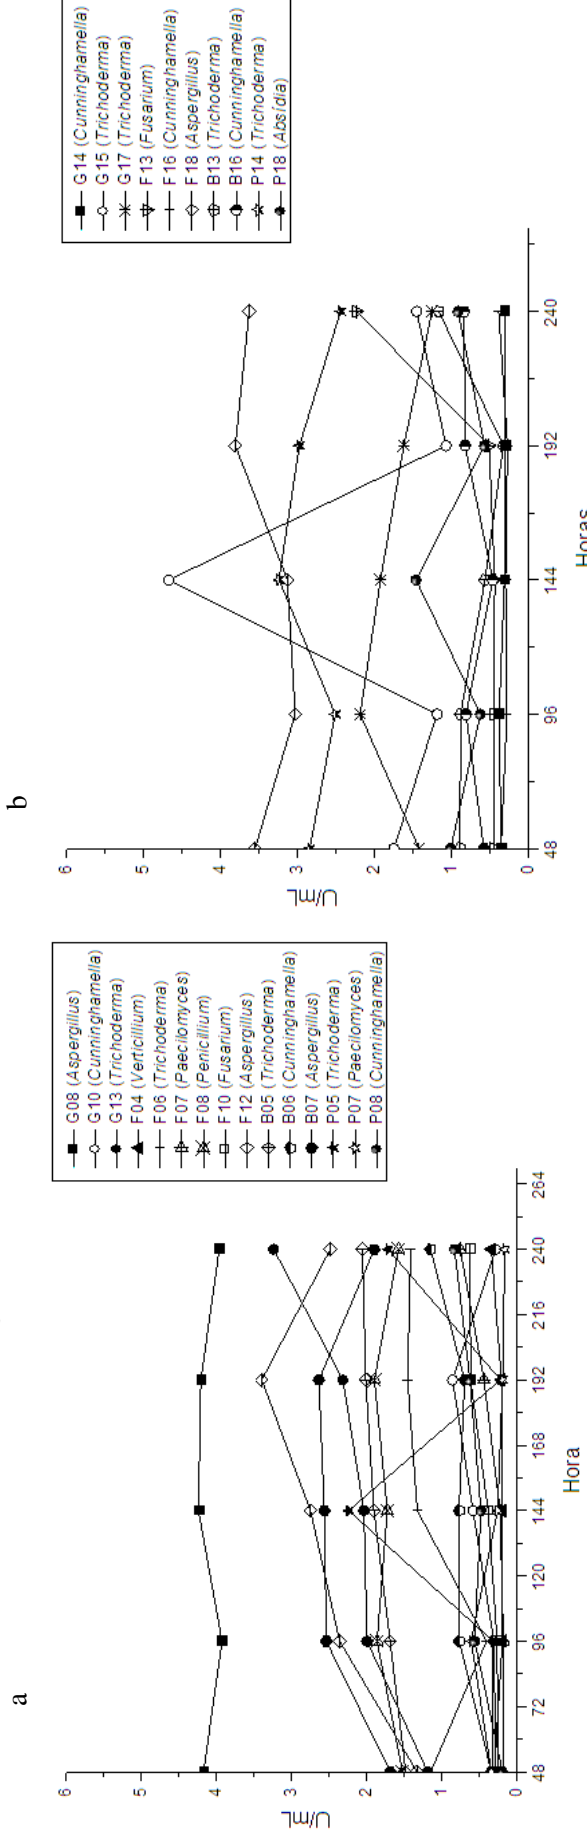 a
U/mL
6
5
4
3
2
1
0
48
72
96
120
144
168
192
216
240
264
Hora
G08 (Aspergillus)
G10 (Cunninghamella)
G13 (Trichoderma)
F04 (Verticillium)
F06 (Trichoderma)
F07 (Paecilomyces)
F08 (Penicillium)
F10 (Fusarium)
F12 (Aspergillus)
B05 (Trichoderma)
B06 (Cunninghamella)
B07 (Aspergillus)
P05 (Trichoderma)
P07 (Paecilomyces)
P08 (Cunninghamella)
b
U/mL
6
5
4
3
2
1
0
48
96
144
192
240
Horas
G14 (Cunninghamella)
G15 (Trichoderma)
G17 (Trichoderma)
F13 (Fusarium)
F16 (Cunninghamella)
F18 (Aspergillus)
B13 (Trichoderma)
B16 (Cunninghamella)
P14 (Trichoderma)
P18 (Absidia)